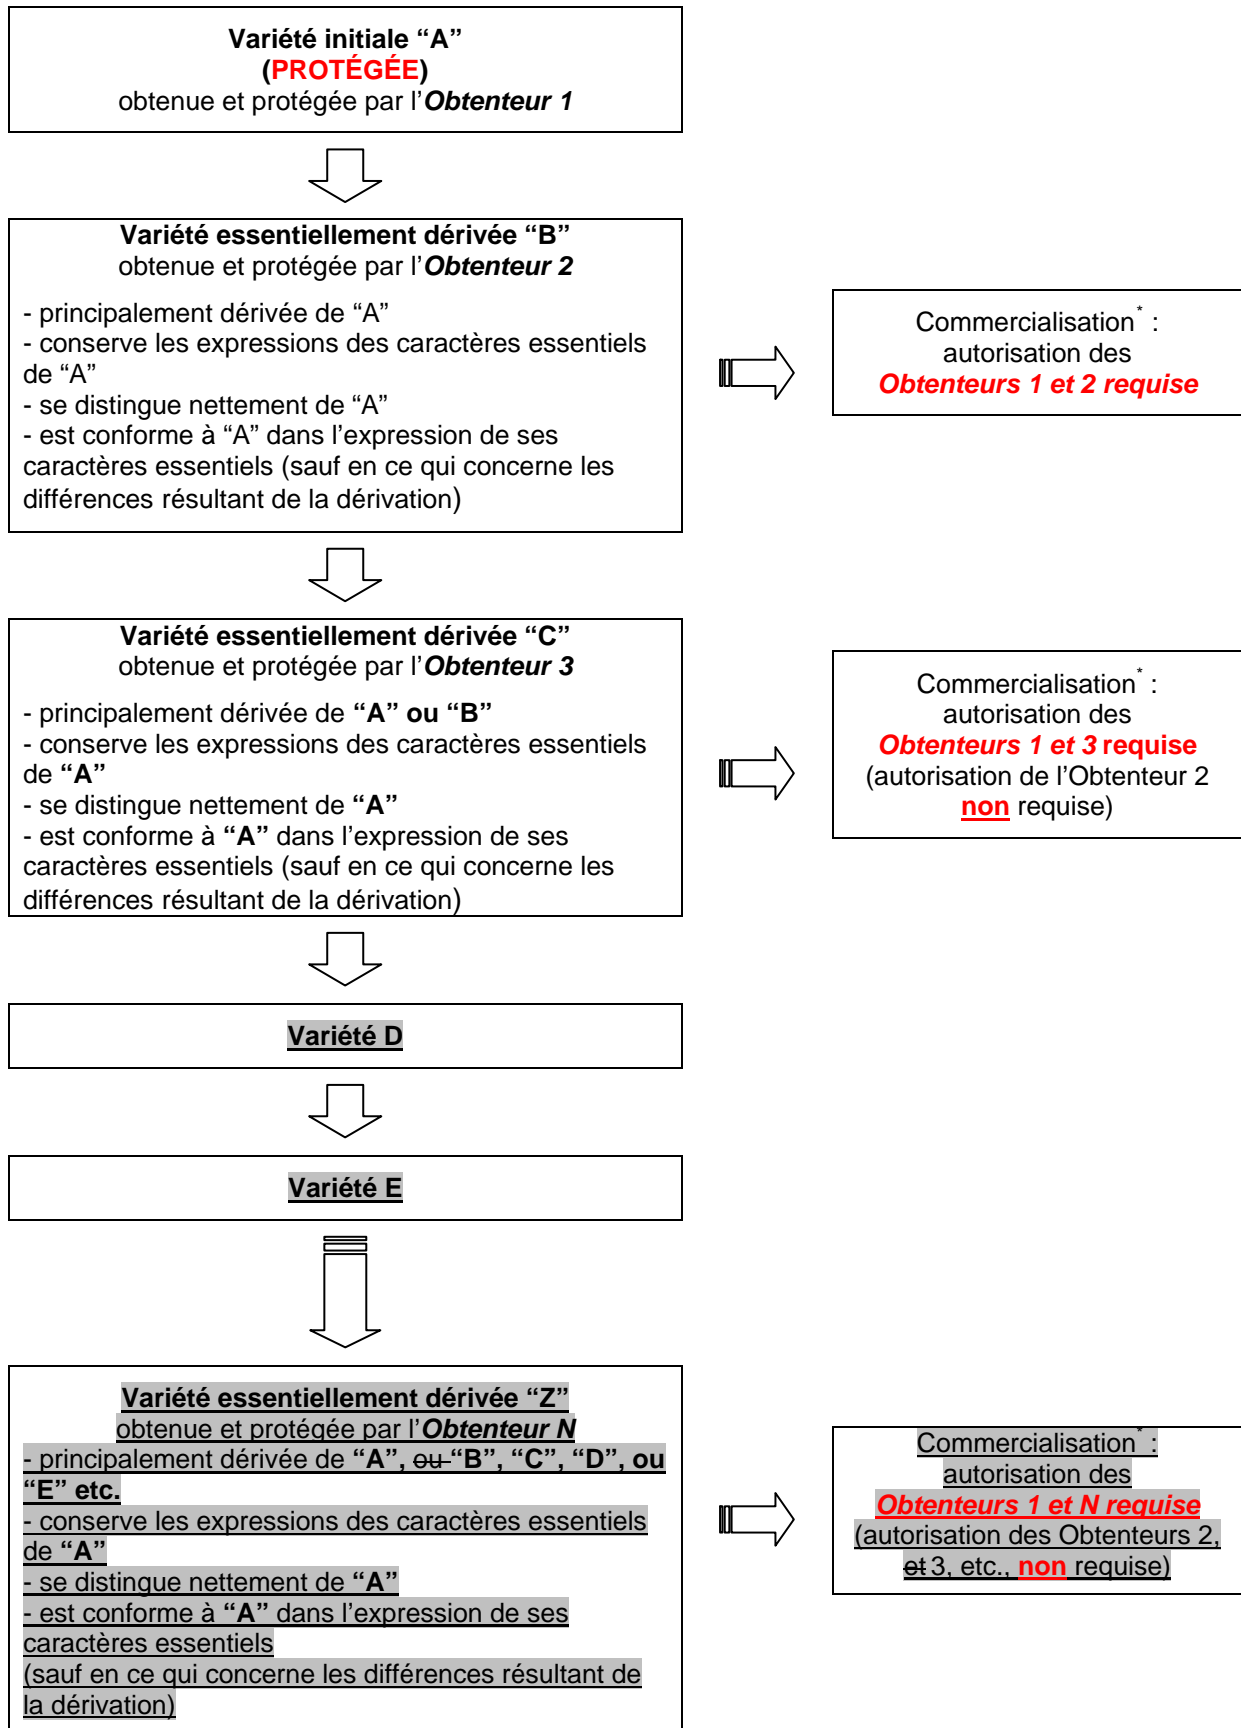 Variété initiale “A”
(PROTÉGÉE)
obtenue et protégée par l’Obtenteur 1
Variété essentiellement dérivée “B”
obtenue et protégée par l’Obtenteur 2
- principalement dérivée de “A”
- conserve les expressions des caractères essentiels
de “A”
- se distingue nettement de “A”
- est conforme à “A” dans l’expression de ses
caractères essentiels (sauf en ce qui concerne les
différences résultant de la dérivation)
Commercialisation* :
autorisation des
Obtenteurs 1 et 2 requise
Variété essentiellement dérivée “C”
obtenue et protégée par l’Obtenteur 3
- principalement dérivée de “A” ou “B”
- conserve les expressions des caractères essentiels
de “A”
- se distingue nettement de “A”
- est conforme à “A” dans l’expression de ses
caractères essentiels (sauf en ce qui concerne les
différences résultant de la dérivation)
Commercialisation* :
autorisation des
Obtenteurs 1 et 3 requise
(autorisation de l’Obtenteur 2
non requise)
Variété D
Variété E
Variété essentiellement dérivée “Z”
obtenue et protégée par l’Obtenteur N
- principalement dérivée de “A”, ou “B”, “C”, “D”, ou
“E” etc.
- conserve les expressions des caractères essentiels
de “A”
- se distingue nettement de “A”
- est conforme à “A” dans l’expression de ses
caractères essentiels
(sauf en ce qui concerne les différences résultant de
la dérivation)
Commercialisation* :
autorisation des
Obtenteurs 1 et N requise
(autorisation des Obtenteurs 2,
et 3, etc., non requise)